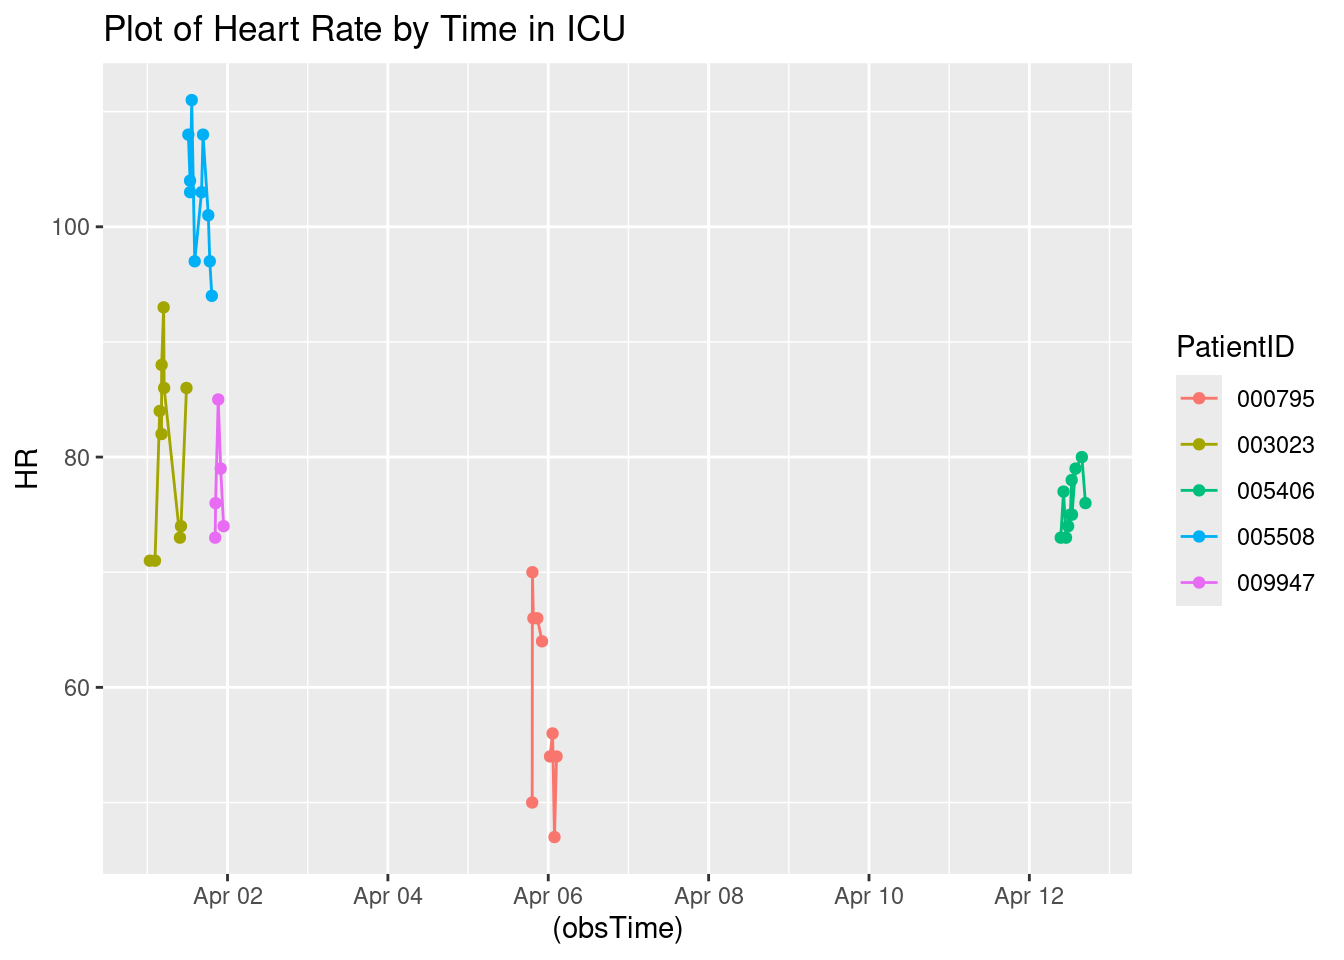 Plot of Heart Rate by Time in ICU
HR
100
80
60
Apr 02
Apr 04
Apr 06
Apr 08
Apr 10
Apr 12
(obsTime)
PatientID
000795
003023
005406
005508
009947